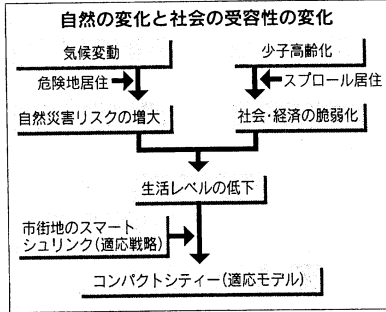 自然の変化と社会の受容性の変化
気候変動
少子高齢化
危険地居住
スプロール居住
自然災害リスクの増大
社会・経済の脆弱化
生活レベルの低下
市街地のスマート
シュリンク(適応戦略)
コンパクトシティー(適応モデル)